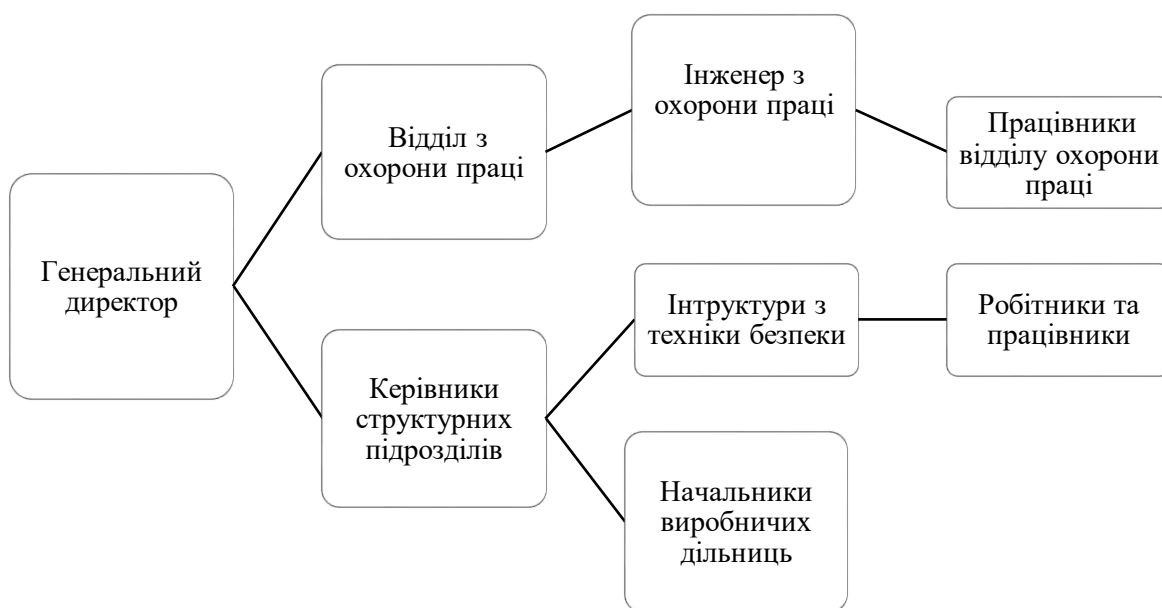 Генеральний
директор
Відділ з
охорони праці
Інженер з
охорони праці
Працівники
відділу охорони
праці
Керівники
структурних
підрозділів
Інтруктури з
техніки безпеки
Робітники та
працівники
Начальники
виробничих
дільниць